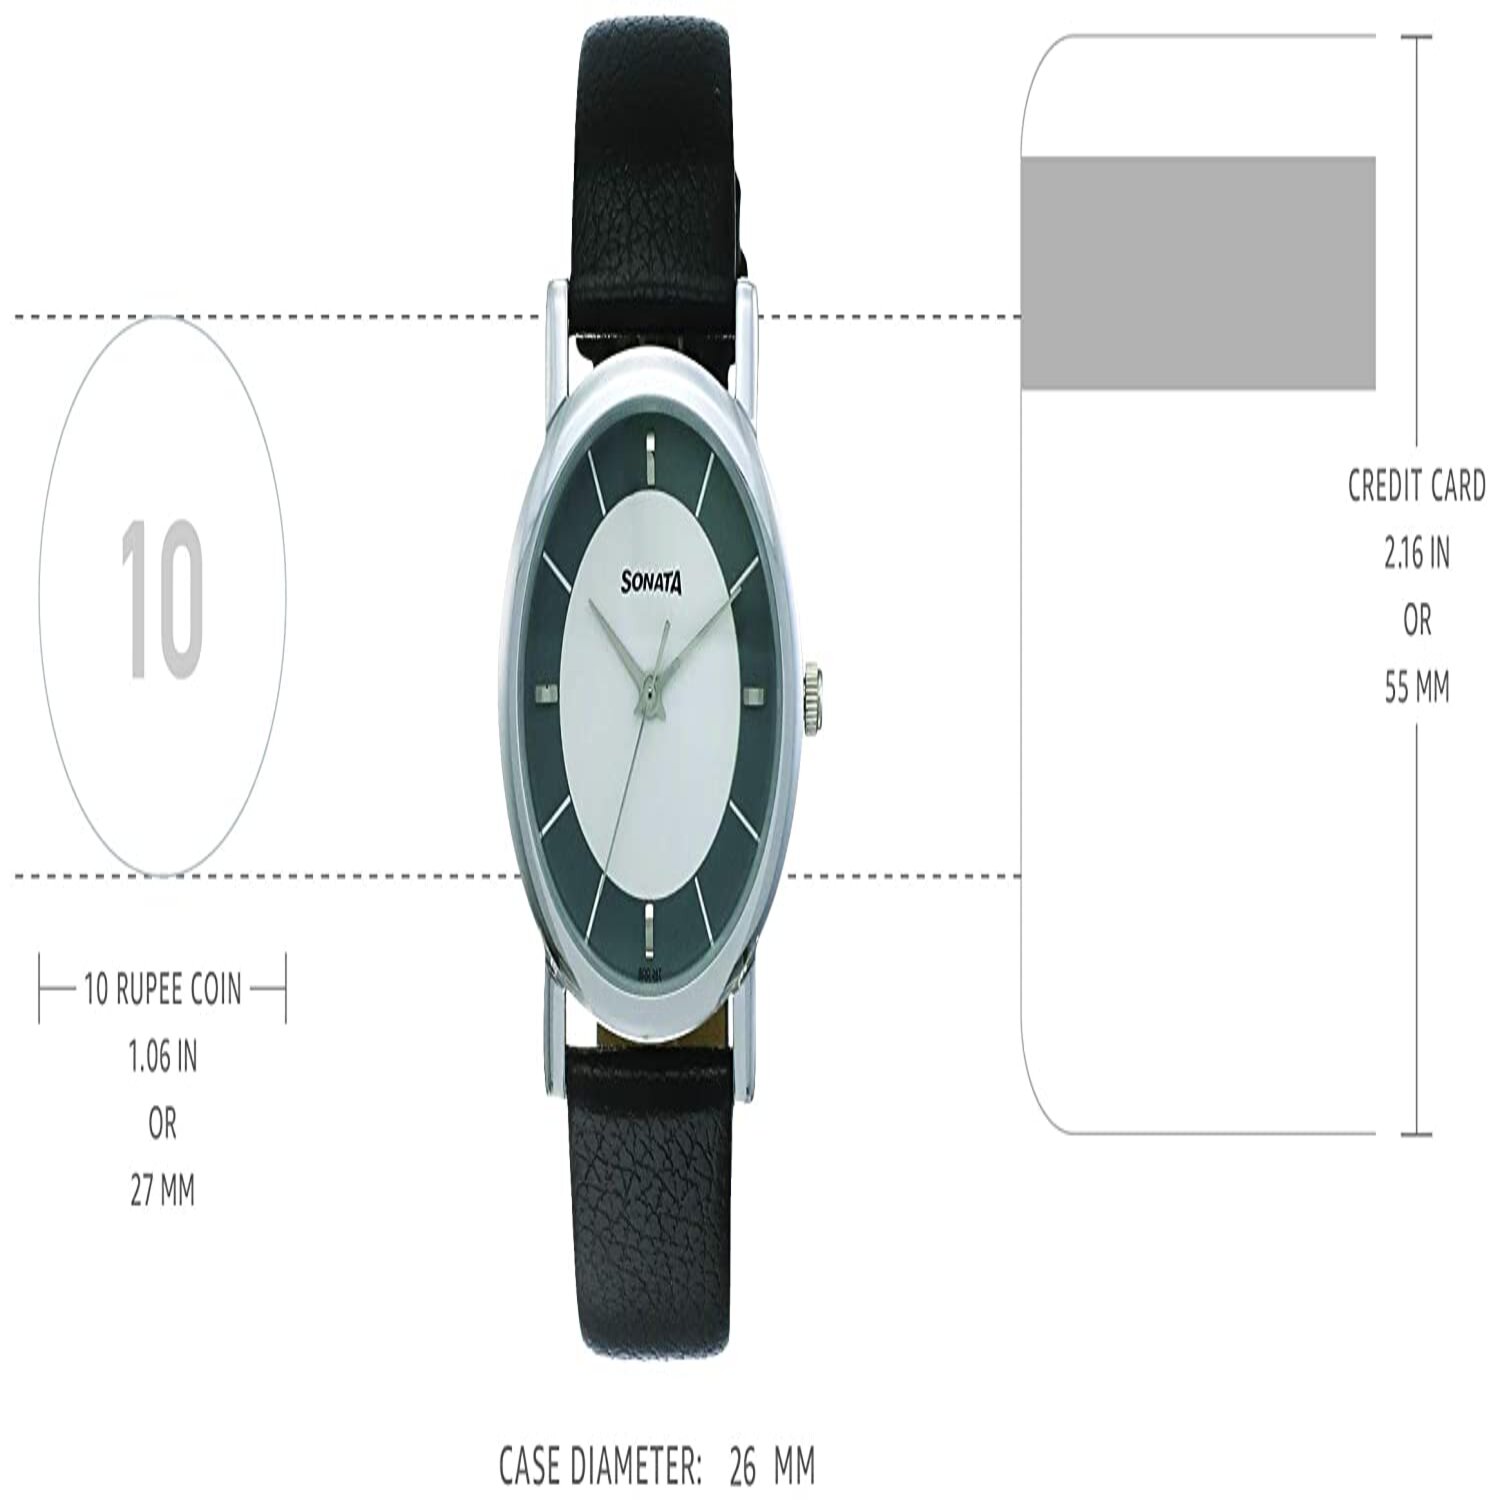 10
SONATA
CREDIT CARD
2.16 IN
OR
55 MM
10 RUPEE COIN
1.06 IN
OR
27 MM
CASE DIAMETER: 26 MM